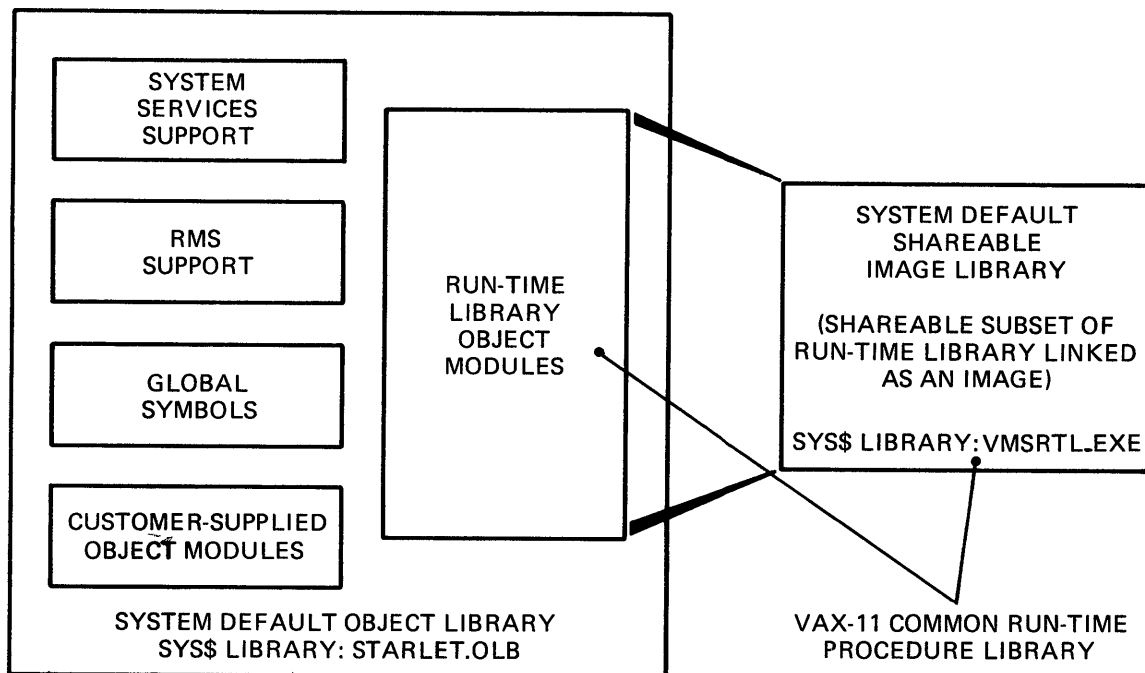 SYSTEM
SERVICES
SUPPORT
RMS
SUPPORT
GLOBAL
SYMBOLS
CUSTOMER-SUPPLIED
OBJECT MODULES
RUN-TIME
LIBRARY
OBJECT
MODULES
SYSTEM DEFAULT OBJECT LIBRARY
SYS$ LIBRARY: STARLET.OLB
SYSTEM DEFAULT
SHAREABLE
IMAGE LIBRARY
(SHAREABLE SUBSET OF
RUN-TIME LIBRARY LINKED
AS AN IMAGE)
SYS$ LIBRARY:VMSRTL.EXE
VAX-11 COMMON RUN-TIME
PROCEDURE LIBRARY